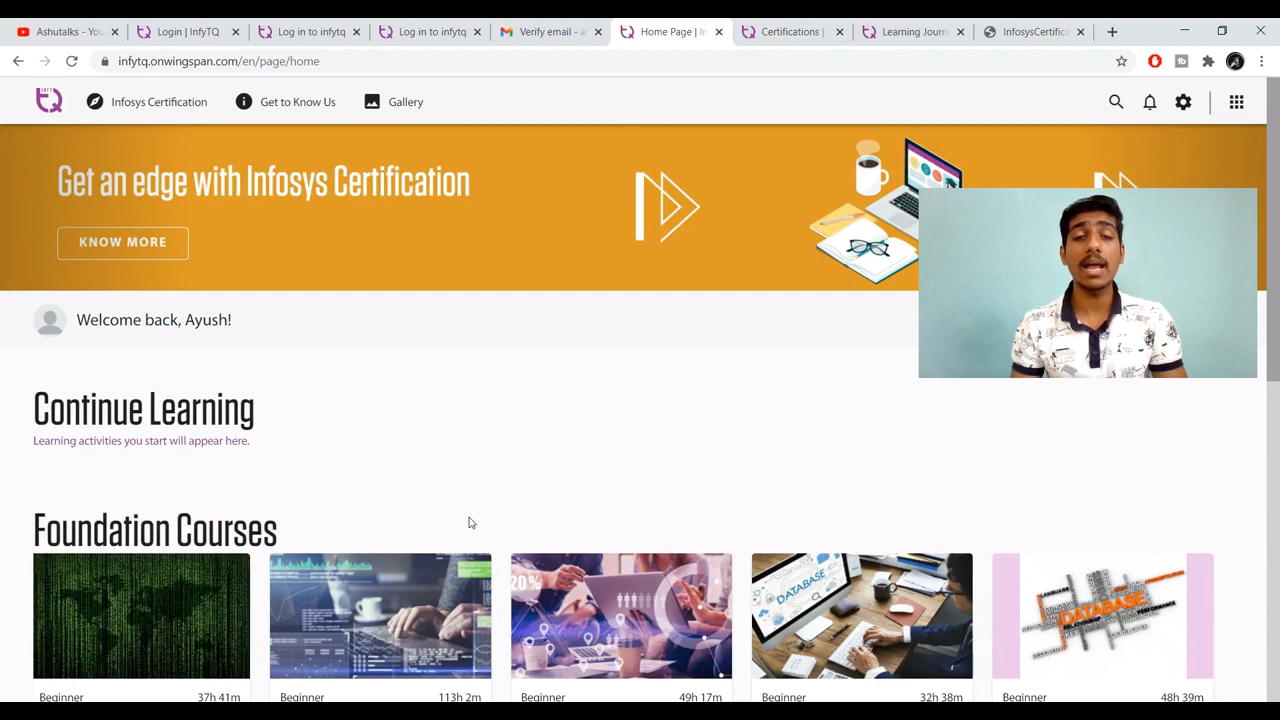 Ashutalks - You
Login | InfyTQ
Log in to infytq
Log in to infytq
Verify email - a
Home Page | In
Certifications |
Learning Journ
InfosysCertifica
infytq.onwingspan.com/en/page/home
Infosys Certification
Get to Know Us
Gallery
Get an edge with Infosys Certification
KNOW MORE
Welcome back, Ayush!
Continue Learning
Learning activities you start will appear here.
Foundation Courses
20%
DATABASE
DATABASE
Beginner 37h 41m
Beginner 113h 2m
Beginner 49h 17m
Beginner 32h 38m
Beginner 48h 39m